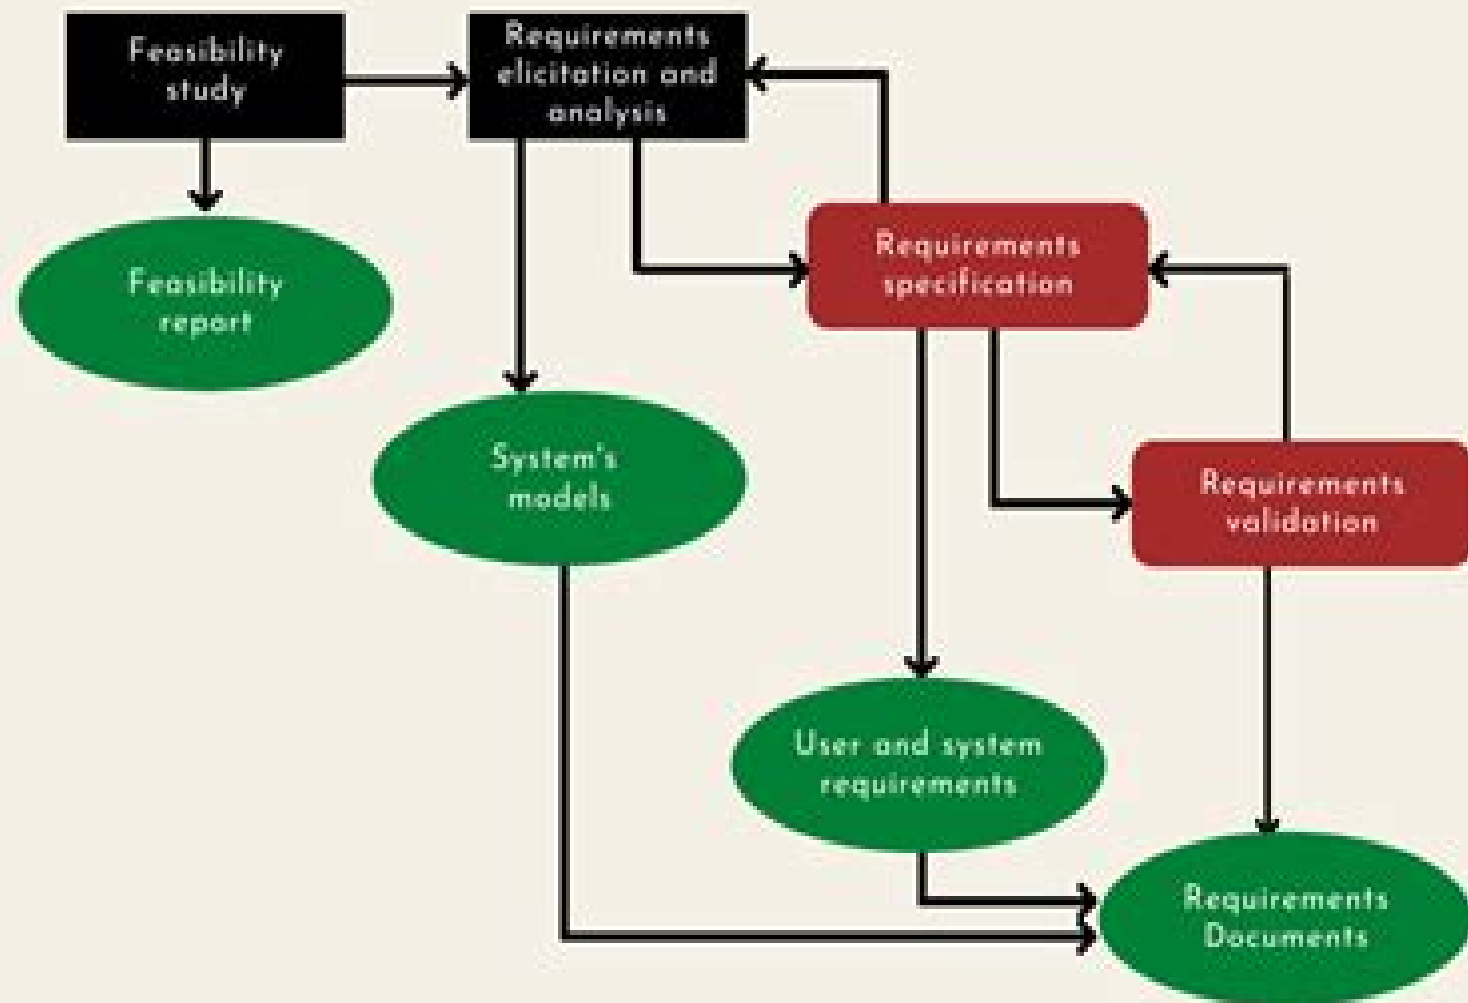 Feasibility
study
Requirements
elicitation and
analysis
Feasibility
report
Requirements
specification
System's
models
Requirements
validation
User and system
requirements
Requirements
Documents